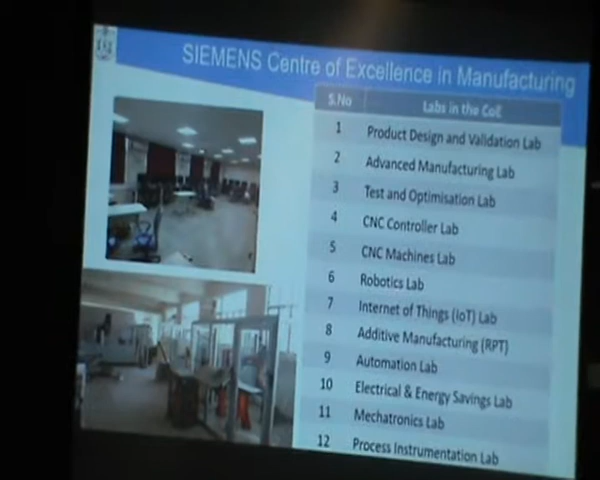 SIEMENS Centre of Excellence in Manufacturing
S.No Labs in the CoE
1 Product Design and Validation Lab
2 Advanced Manufacturing Lab
3 Test and Optimisation Lab
4 CNC Controller Lab
5 CNC Machines Lab
6 Robotics Lab
7 Internet of Things (IoT) Lab
8 Additive Manufacturing (RPT)
9 Automation Lab
10 Electrical & Energy Savings Lab
11 Mechatronics Lab
12 Process Instrumentation Lab